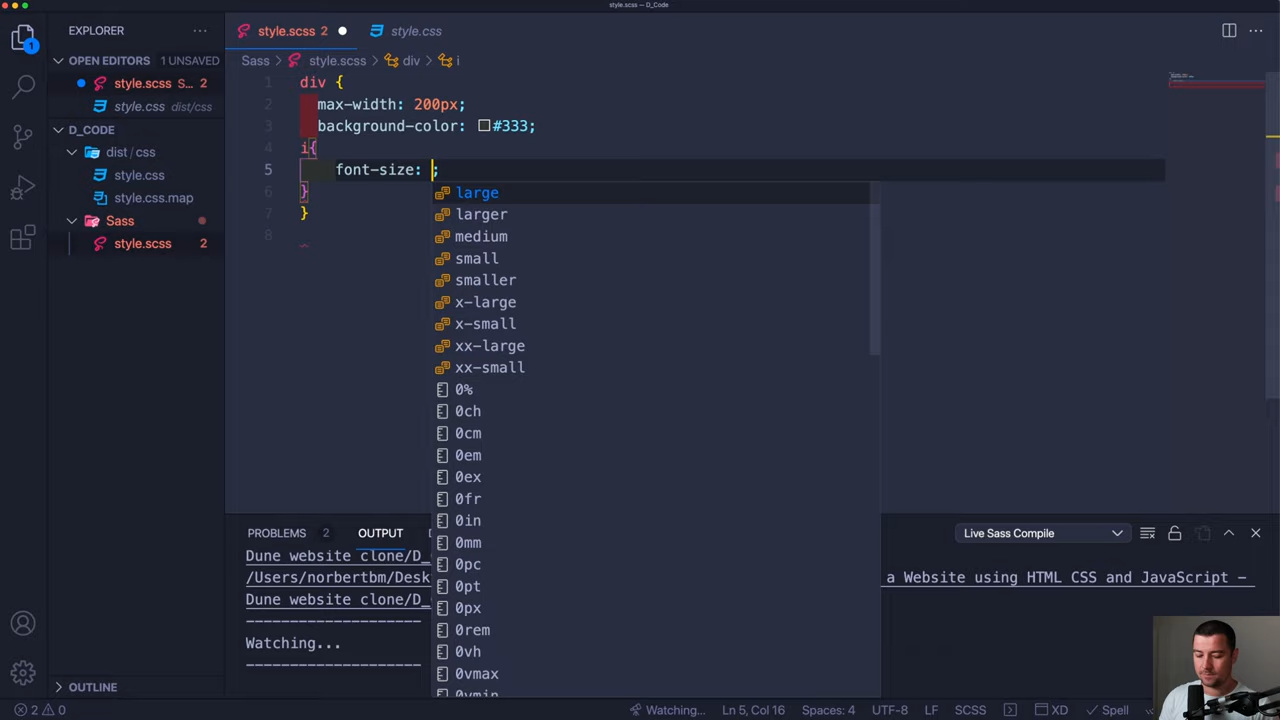 style.scss — D_Code
EXPLORER ...
style.scss 2
style.css
OPEN EDITORS 1 UNSAVED
Sass > style.scss > div > i
style.scss S... 2
style.css dist/css
D_CODE
dist / css
style.css
style.css.map
Sass
style.scss 2
1 div {
2 max-width: 200px;
3 background-color: #333;
4 i{
5 font-size: ;
6 }
7 }
8
large
larger
medium
small
smaller
x-large
x-small
xx-large
xx-small
0%
0ch
0cm
0em
0ex
0fr
0in
0mm
0pc
0pt
0px
0rem
0vh
0vmax
0vmin
PROBLEMS 2 OUTPUT
Live Sass Compile
Dune website clone/D_
/Users/norbertbm/Desk a Website using HTML CSS and JavaScript -
Dune website clone/D_
--------------------
Watching...
--------------------
OUTLINE
1
2 0 Watching... Ln 5, Col 16 Spaces: 4 UTF-8 LF SCSS XD Spell